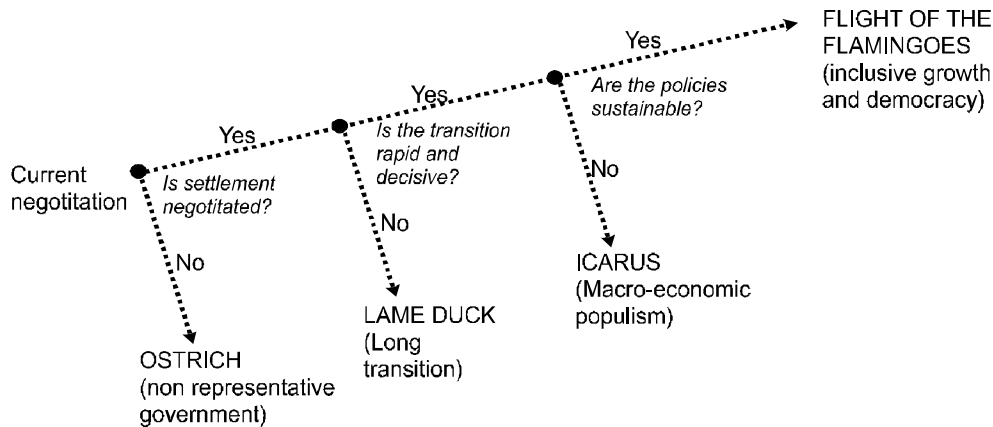 Current
negotitation
Is settlement
negotitated?
Yes
No
OSTRICH
(non representative
government)
Is the transition
rapid and
decisive?
Yes
No
LAME DUCK
(Long
transition)
Are the policies
sustainable?
Yes
No
ICARUS
(Macro-economic
populism)
FLIGHT OF THE
FLAMINGOES
(inclusive growth
and democracy)